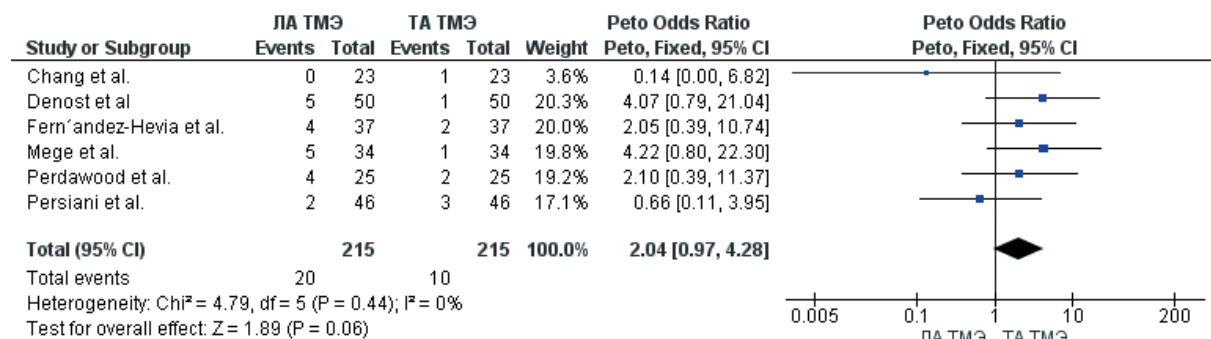 ЛА ТМЭ ТА ТМЭ Peto Odds Ratio Peto Odds Ratio
Study or Subgroup Events Total Events Total Weight Peto, Fixed, 95% CI Peto, Fixed, 95% CI
Chang et al. 0 23 1 23 3.6% 0.14 [0.00, 6.82]
Denost et al 5 50 1 50 20.3% 4.07 [0.79, 21.04]
Fern´andez-Hevia et al. 4 37 2 37 20.0% 2.05 [0.39, 10.74]
Mege et al. 5 34 1 34 19.8% 4.22 [0.80, 22.30]
Perdawood et al. 4 25 2 25 19.2% 2.10 [0.39, 11.37]
Persiani et al. 2 46 3 46 17.1% 0.66 [0.11, 3.95]
Total (95% CI) 215 215 100.0% 2.04 [0.97, 4.28]
Total events 20 10
Heterogeneity: Chi² = 4.79, df = 5 (P = 0.44); I² = 0%
Test for overall effect: Z = 1.89 (P = 0.06)
0.005 0.1 1 10 200
ЛА ТМЭ ТА ТМЭ